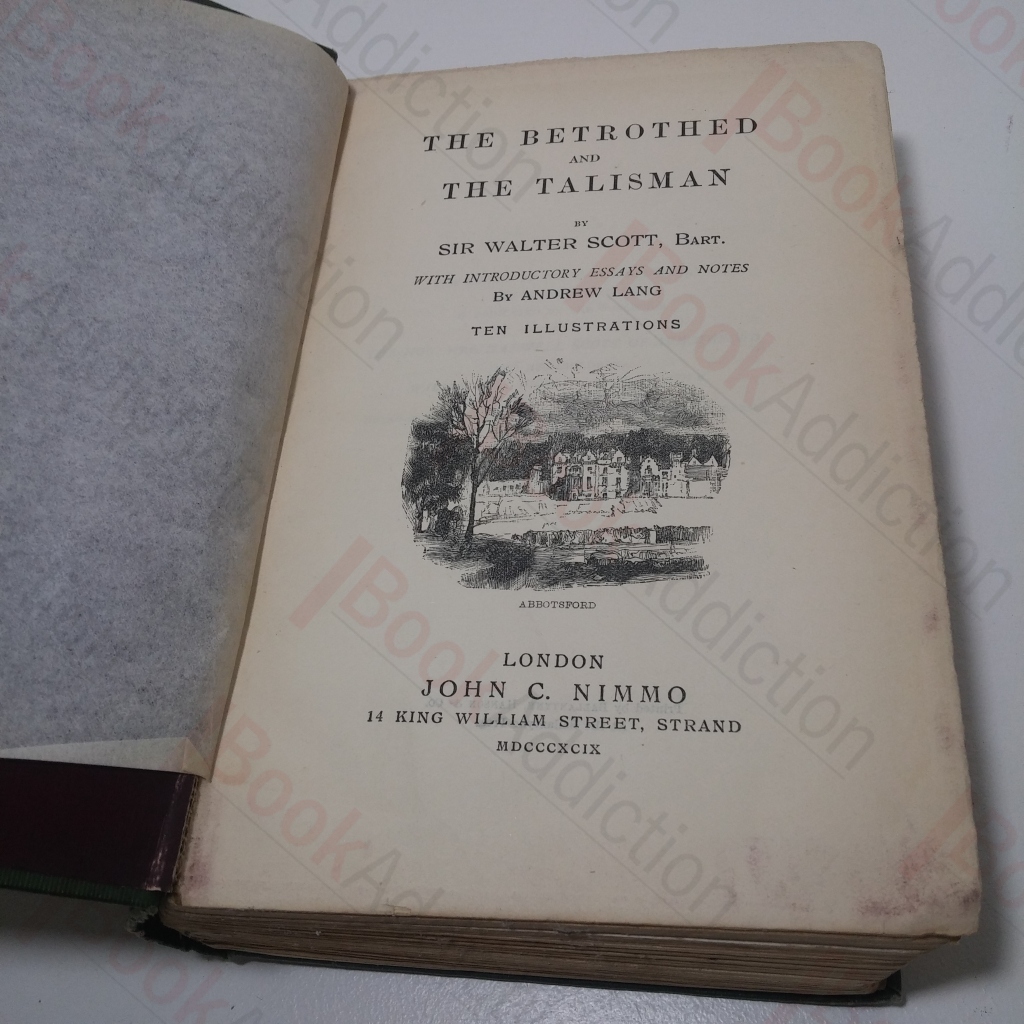 THE BETROTHED
AND
THE TALISMAN
BY
SIR WALTER SCOTT, BART.
WITH INTRODUCTORY ESSAYS AND NOTES
BY ANDREW LANG
TEN ILLUSTRATIONS
ABBOTSFORD
LONDON
JOHN C. NIMMO
14 KING WILLIAM STREET, STRAND
MDCCCXCIX
BookAddiction